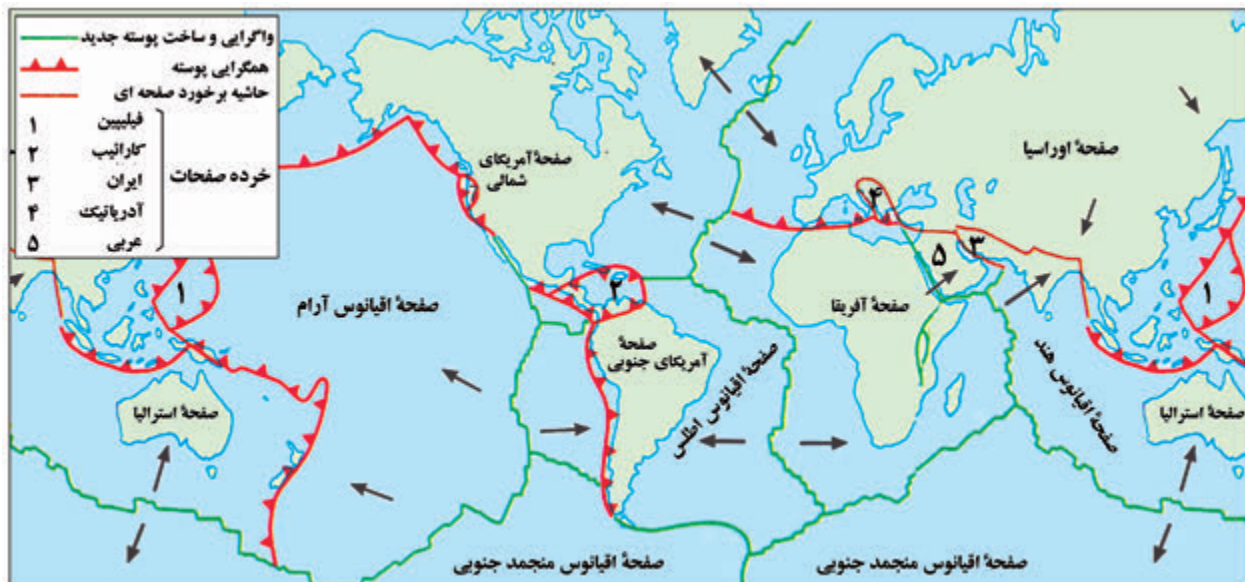 واگرایی و ساخت پوسته جدید
همگرایی پوسته
حاشیه برخورد صفحه ای
خرده صفحات
فیلیپین ۱
کارائیب ۲
ایران ۳
آدریاتیک ۴
عربی ۵
صفحهٔ آمریکای
شمالی
صفحهٔ اوراسیا
۴
۳
۵
۱
۲
۱
صفحهٔ اقیانوس آرام
صفحهٔ آفریقا
صفحهٔ
آمریکای جنوبی
صفحهٔ اقیانوس اطلس
صفحهٔ اقیانوس هند
صفحهٔ استرالیا
صفحهٔ استرالیا
صفحهٔ اقیانوس منجمد جنوبی
صفحهٔ اقیانوس منجمد جنوبی